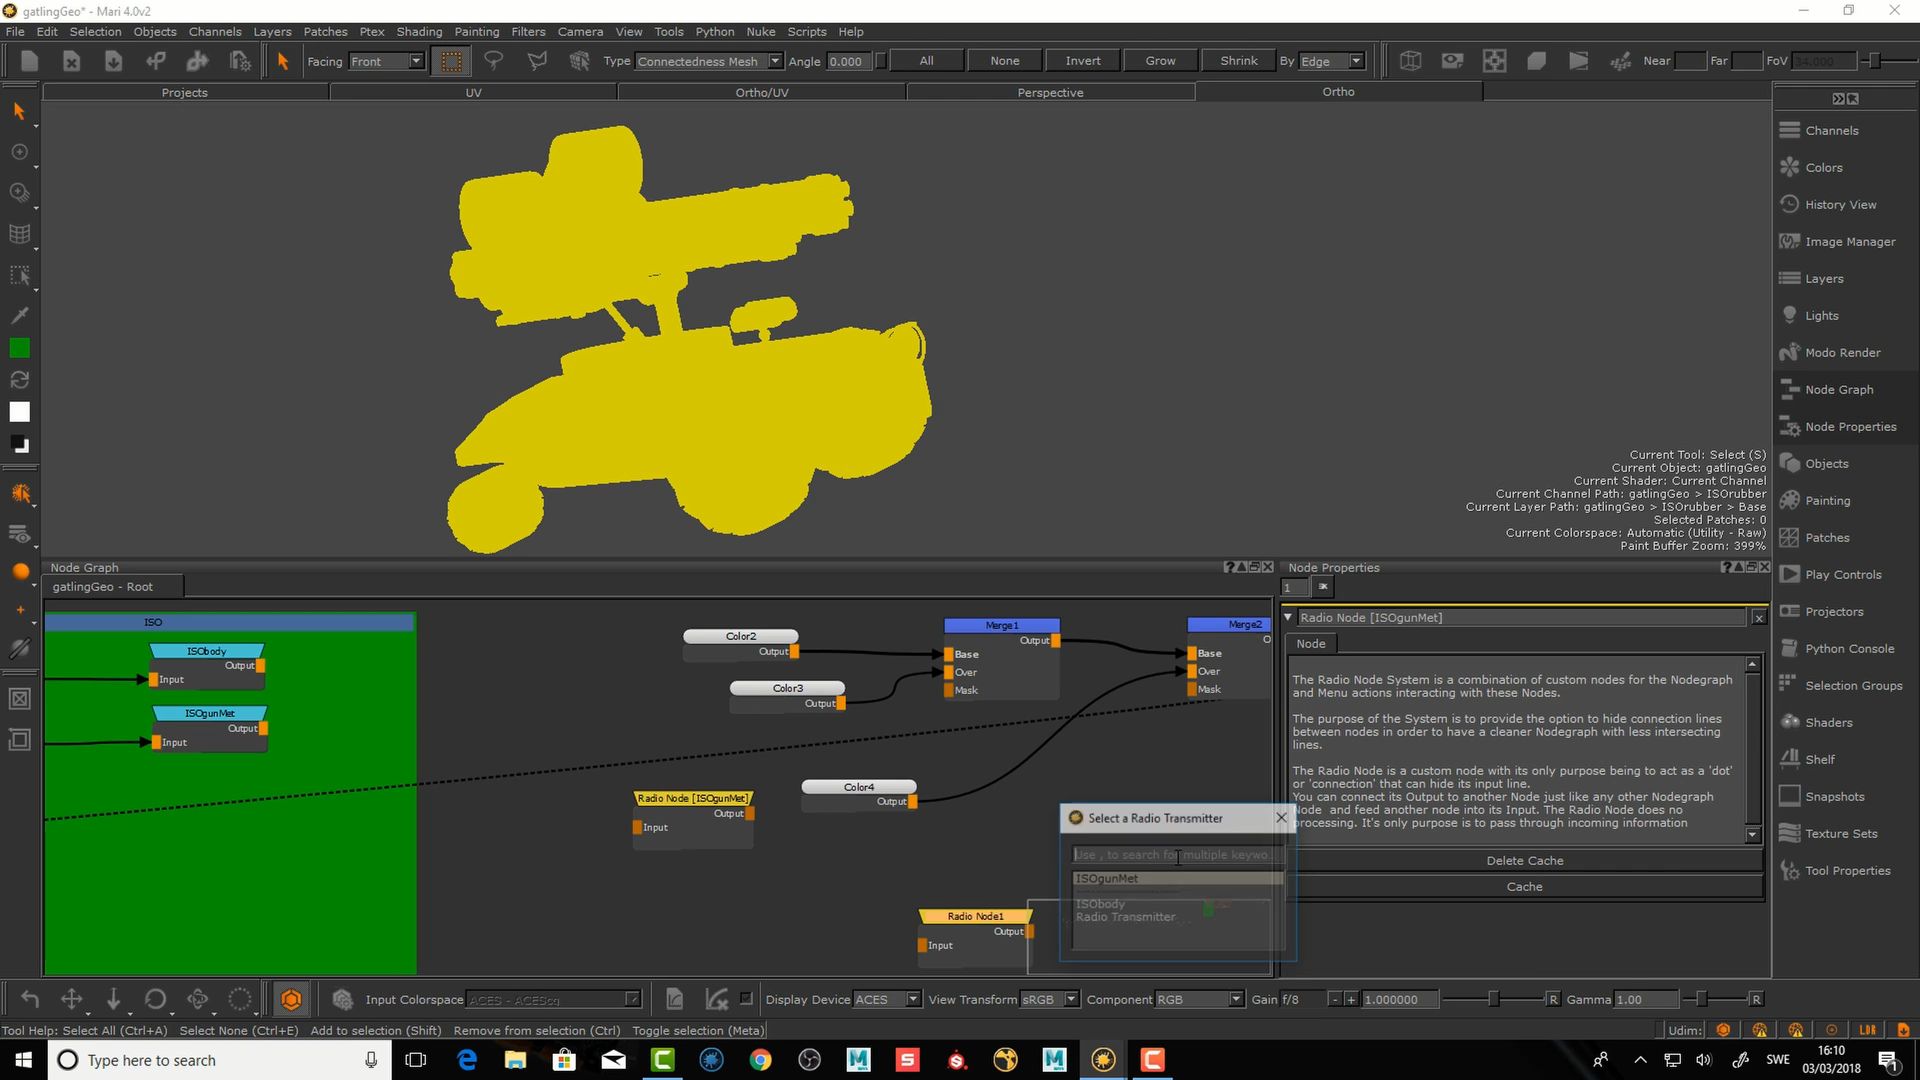 gatlingGeo* - Mari 4.0v2
File Edit Selection Objects Channels Layers Patches Ptex Shading Painting Filters Camera View Tools Python Nuke Scripts Help
Facing Front Type Connectedness Mesh Angle 0.000 All None Invert Grow Shrink By Edge Near Far FoV 34.000
Projects UV Ortho/UV Perspective Ortho
Channels
Colors
History View
Image Manager
Layers
Lights
Modo Render
Node Graph
Node Properties
Objects
Painting
Patches
Play Controls
Projectors
Python Console
Selection Groups
Shaders
Shelf
Snapshots
Texture Sets
Tool Properties
Current Tool: Select (S)
Current Object: gatlingGeo
Current Shader: Current Channel
Current Channel Path: gatlingGeo > ISOrubber
Current Layer Path: gatlingGeo > ISOrubber > Base
Selected Patches: 0
Current Colorspace: Automatic (Utility - Raw)
Paint Buffer Zoom: 399%
Node Graph
gatlingGeo - Root
ISO
ISObody
Output
Input
ISOgunMet
Output
Input
Color2
Output
Color3
Output
Merge1
Output
Base
Over
Mask
Merge2
O
Base
Over
Mask
Radio Node [ISOgunMet]
Output
Input
Color4
Output
Radio Node1
Output
Input
Select a Radio Transmitter
Use , to search for multiple keywo...
ISOgunMet
ISObody
Radio Transmitter
Node Properties
1
Radio Node [ISOgunMet]
Node
The Radio Node System is a combination of custom nodes for the Nodegraph
and Menu actions interacting with these Nodes.
The purpose of the System is to provide the option to hide connection lines
between nodes in order to have a cleaner Nodegraph with less intersecting
lines.
The Radio Node is a custom node with its only purpose being to act as a 'dot'
or 'connection' that can hide its input line.
You can connect its Output to another Node just like any other Nodegraph
Node and feed another node into its Input. The Radio Node does no
processing. It's only purpose is to pass through incoming information
Delete Cache
Cache
Input Colorspace ACES - ACEScg Display Device ACES View Transform sRGB Component RGB Gain f/8 - + 1.000000 R Gamma 1.00 R
Tool Help: Select All (Ctrl+A) Select None (Ctrl+E) Add to selection (Shift) Remove from selection (Ctrl) Toggle selection (Meta) Udim: LDR
Type here to search
SWE
16:10
03/03/2018
1